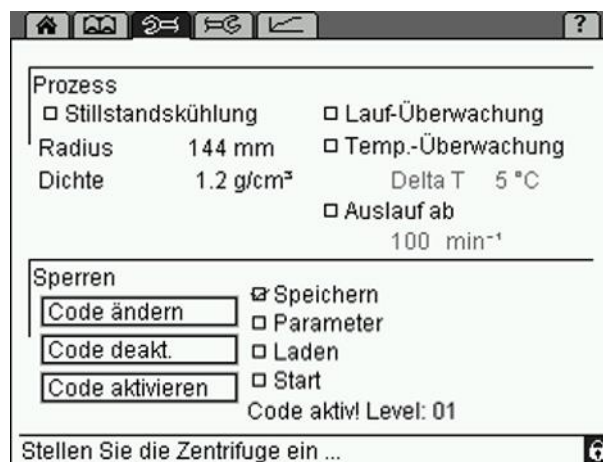 ?
Prozess
Stillstandskühlung
Radius 144 mm
Dichte 1.2 g/cm³
Lauf-Überwachung
Temp.-Überwachung
Delta T 5 °C
Auslauf ab
100 min⁻¹
Sperren
Code ändern
Code deakt.
Code aktivieren
Speichern
Parameter
Laden
Start
Code aktiv! Level: 01
Stellen Sie die Zentrifuge ein ...